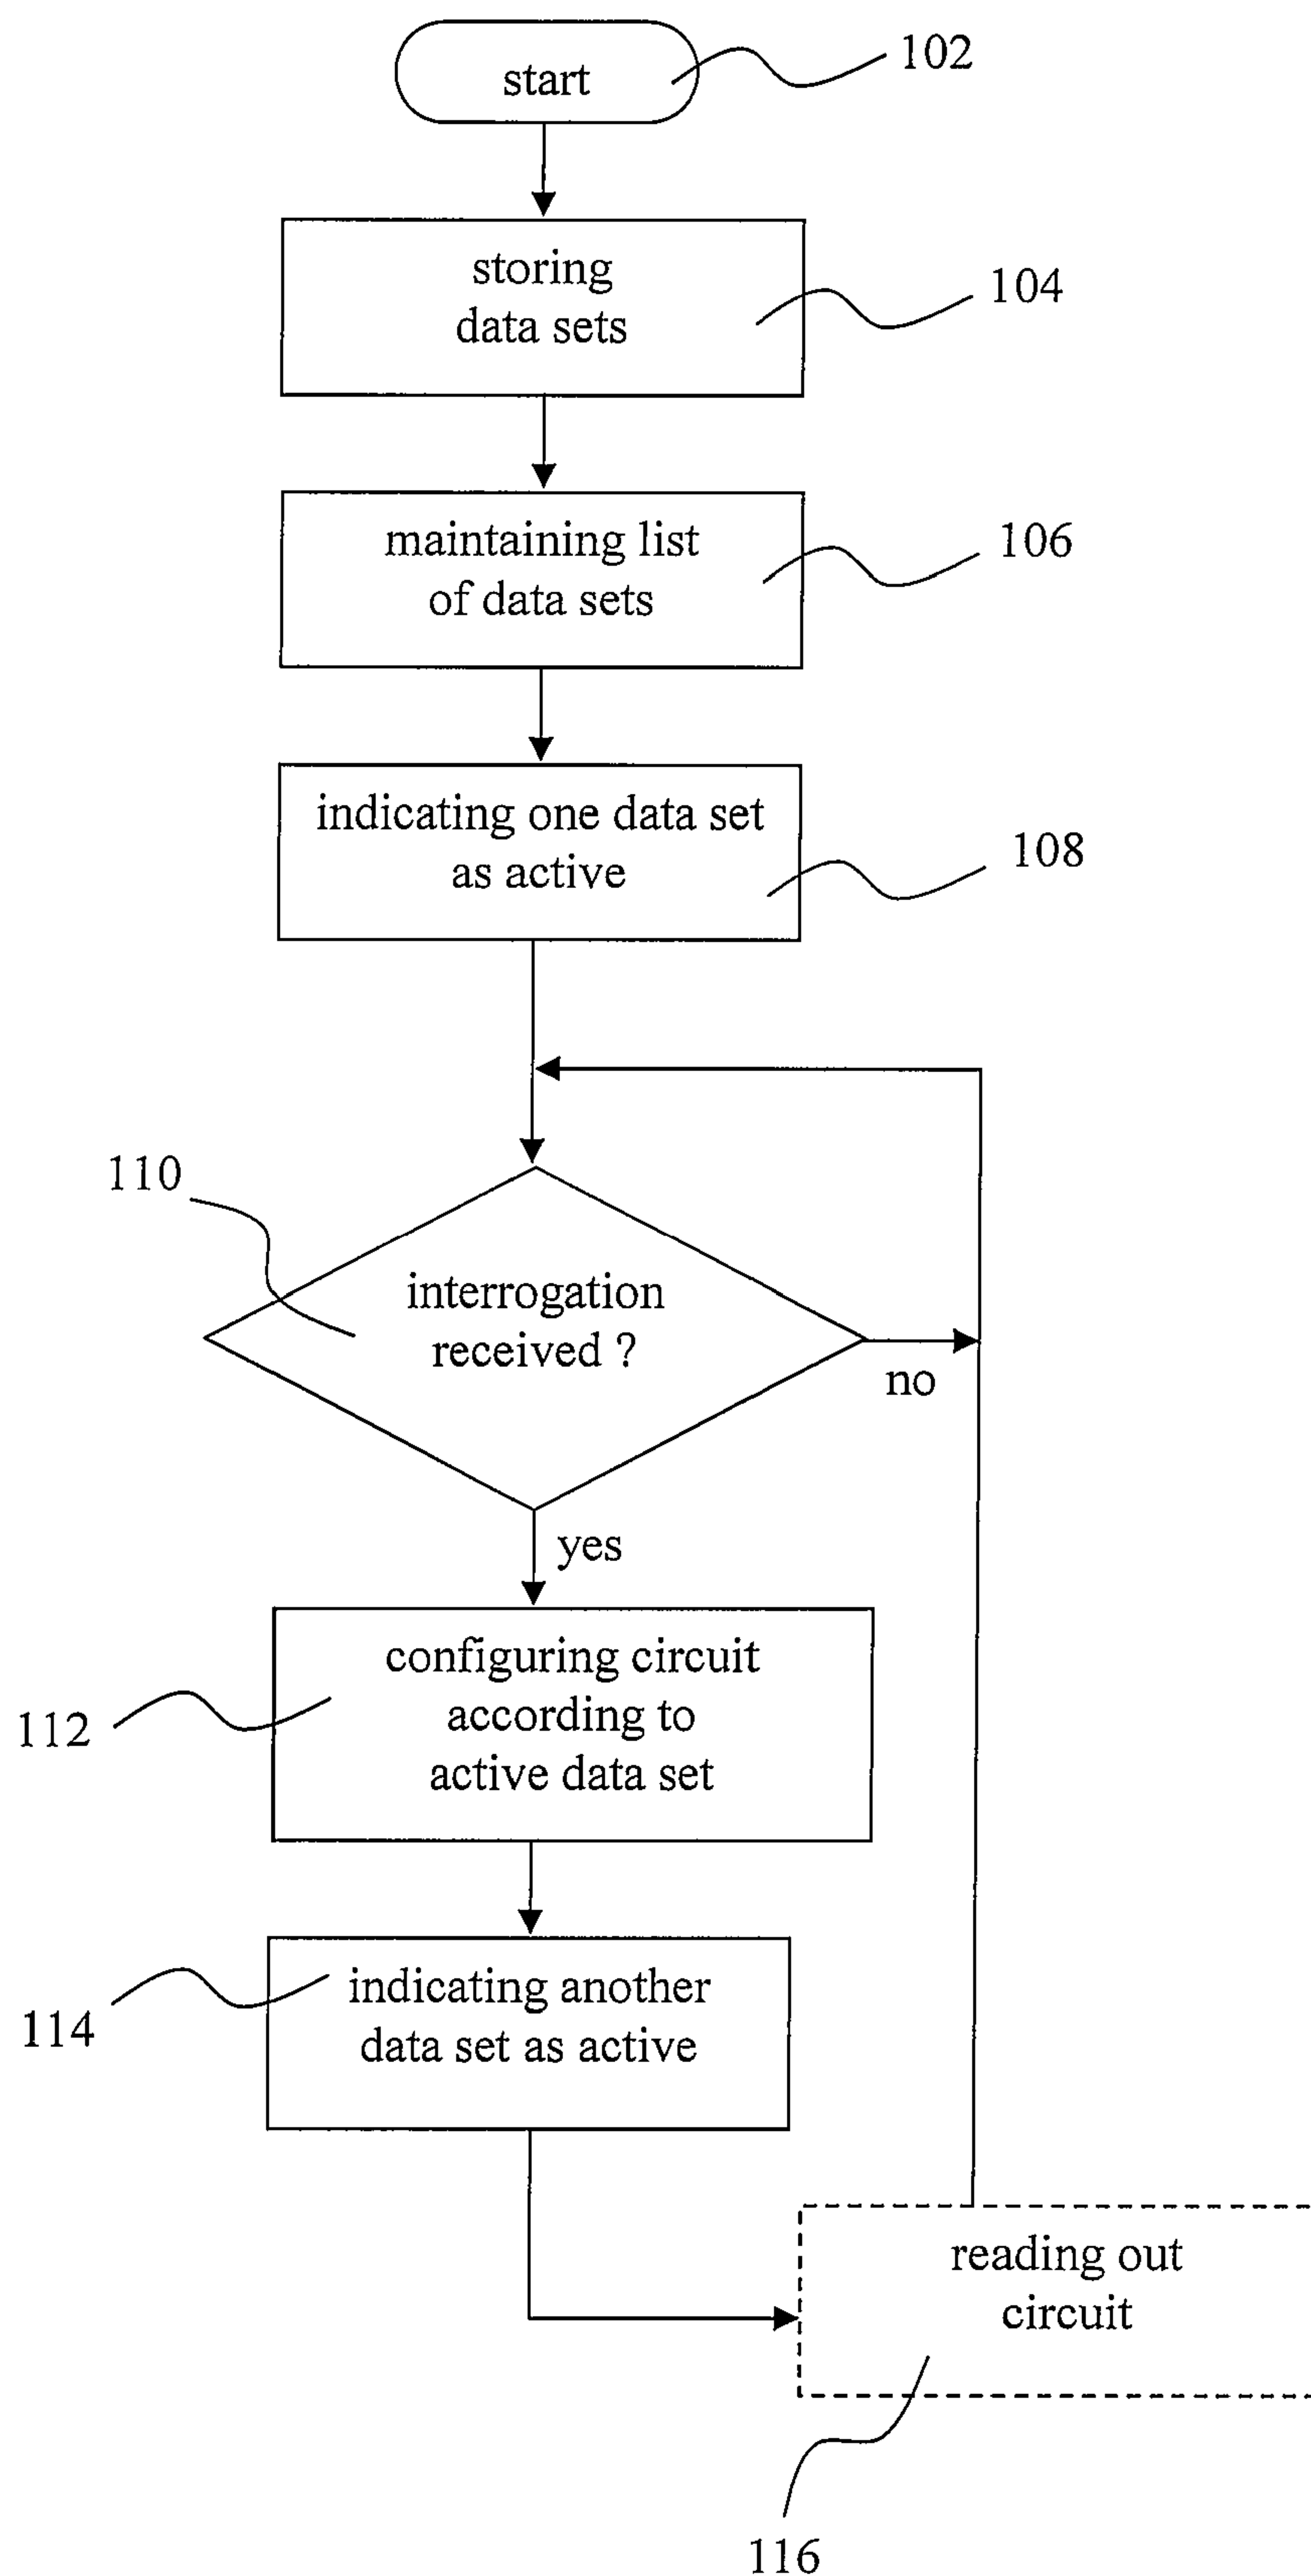 start
102
storing
data sets
104
maintaining list
of data sets
106
indicating one data set
as active
108
110
interrogation
received ?
no
yes
configuring circuit
according to
active data set
112
indicating another
data set as active
114
reading out
circuit
116